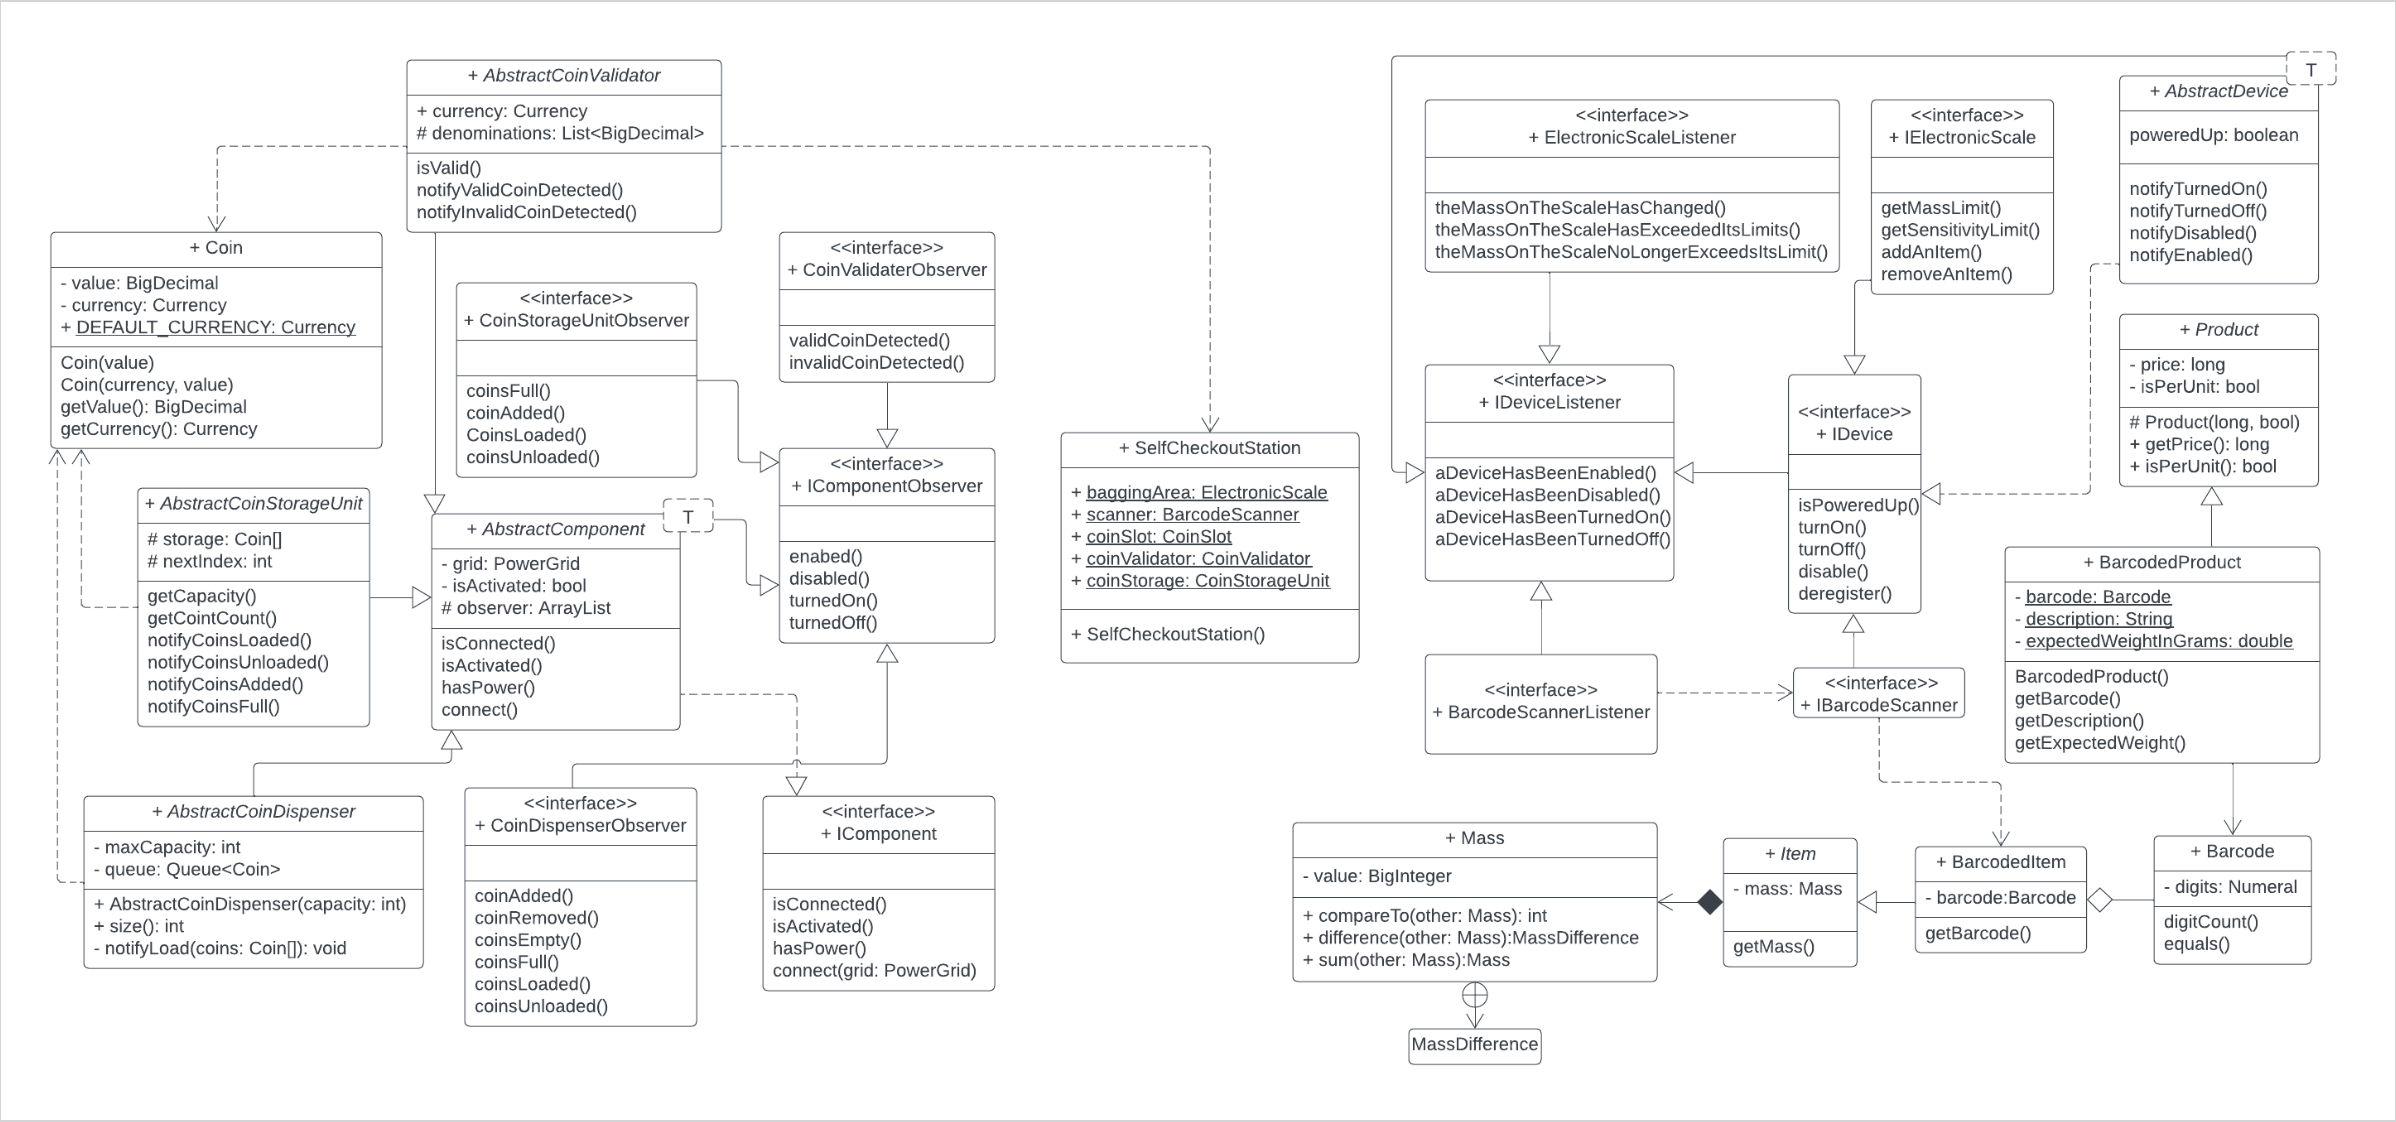 + AbstractCoinValidator
+ currency: Currency
# denominations: List<BigDecimal>
isValid()
notifyValidCoinDetected()
notifyInvalidCoinDetected()
+ Coin
- value: BigDecimal
- currency: Currency
+ DEFAULT_CURRENCY: Currency
Coin(value)
Coin(currency, value)
getValue(): BigDecimal
getCurrency(): Currency
<<interface>>
+ CoinStorageUnitObserver
coinsFull()
coinAdded()
CoinsLoaded()
coinsUnloaded()
<<interface>>
+ CoinValidaterObserver
validCoinDetected()
invalidCoinDetected()
<<interface>>
+ IComponentObserver
enabed()
disabled()
turnedOn()
turnedOff()
+ AbstractCoinStorageUnit
# storage: Coin[]
# nextIndex: int
getCapacity()
getCointCount()
notifyCoinsLoaded()
notifyCoinsUnloaded()
notifyCoinsAdded()
notifyCoinsFull()
T
+ AbstractComponent
- grid: PowerGrid
- isActivated: bool
# observer: ArrayList
isConnected()
isActivated()
hasPower()
connect()
+ AbstractCoinDispenser
- maxCapacity: int
- queue: Queue<Coin>
+ AbstractCoinDispenser(capacity: int)
+ size(): int
- notifyLoad(coins: Coin[]): void
<<interface>>
+ CoinDispenserObserver
coinAdded()
coinRemoved()
coinsEmpty()
coinsFull()
coinsLoaded()
coinsUnloaded()
<<interface>>
+ IComponent
isConnected()
isActivated()
hasPower()
connect(grid: PowerGrid)
+ SelfCheckoutStation
+ baggingArea: ElectronicScale
+ scanner: BarcodeScanner
+ coinSlot: CoinSlot
+ coinValidator: CoinValidator
+ coinStorage: CoinStorageUnit
+ SelfCheckoutStation()
<<interface>>
+ ElectronicScaleListener
theMassOnTheScaleHasChanged()
theMassOnTheScaleHasExceededItsLimits()
theMassOnTheScaleNoLongerExceedsItsLimit()
<<interface>>
+ IElectronicScale
getMassLimit()
getSensitivityLimit()
addAnItem()
removeAnItem()
T
+ AbstractDevice
poweredUp: boolean
notifyTurnedOn()
notifyTurnedOff()
notifyDisabled()
notifyEnabled()
<<interface>>
+ IDeviceListener
aDeviceHasBeenEnabled()
aDeviceHasBeenDisabled()
aDeviceHasBeenTurnedOn()
aDeviceHasBeenTurnedOff()
<<interface>>
+ IDevice
isPoweredUp()
turnOn()
turnOff()
disable()
deregister()
+ Product
- price: long
- isPerUnit: bool
# Product(long, bool)
+ getPrice(): long
+ isPerUnit(): bool
<<interface>>
+ BarcodeScannerListener
<<interface>>
+ IBarcodeScanner
+ BarcodedProduct
- barcode: Barcode
- description: String
- expectedWeightInGrams: double
BarcodedProduct()
getBarcode()
getDescription()
getExpectedWeight()
+ Mass
- value: BigInteger
+ compareTo(other: Mass): int
+ difference(other: Mass):MassDifference
+ sum(other: Mass):Mass
MassDifference
+ Item
- mass: Mass
getMass()
+ BarcodedItem
- barcode:Barcode
getBarcode()
+ Barcode
- digits: Numeral
digitCount()
equals()